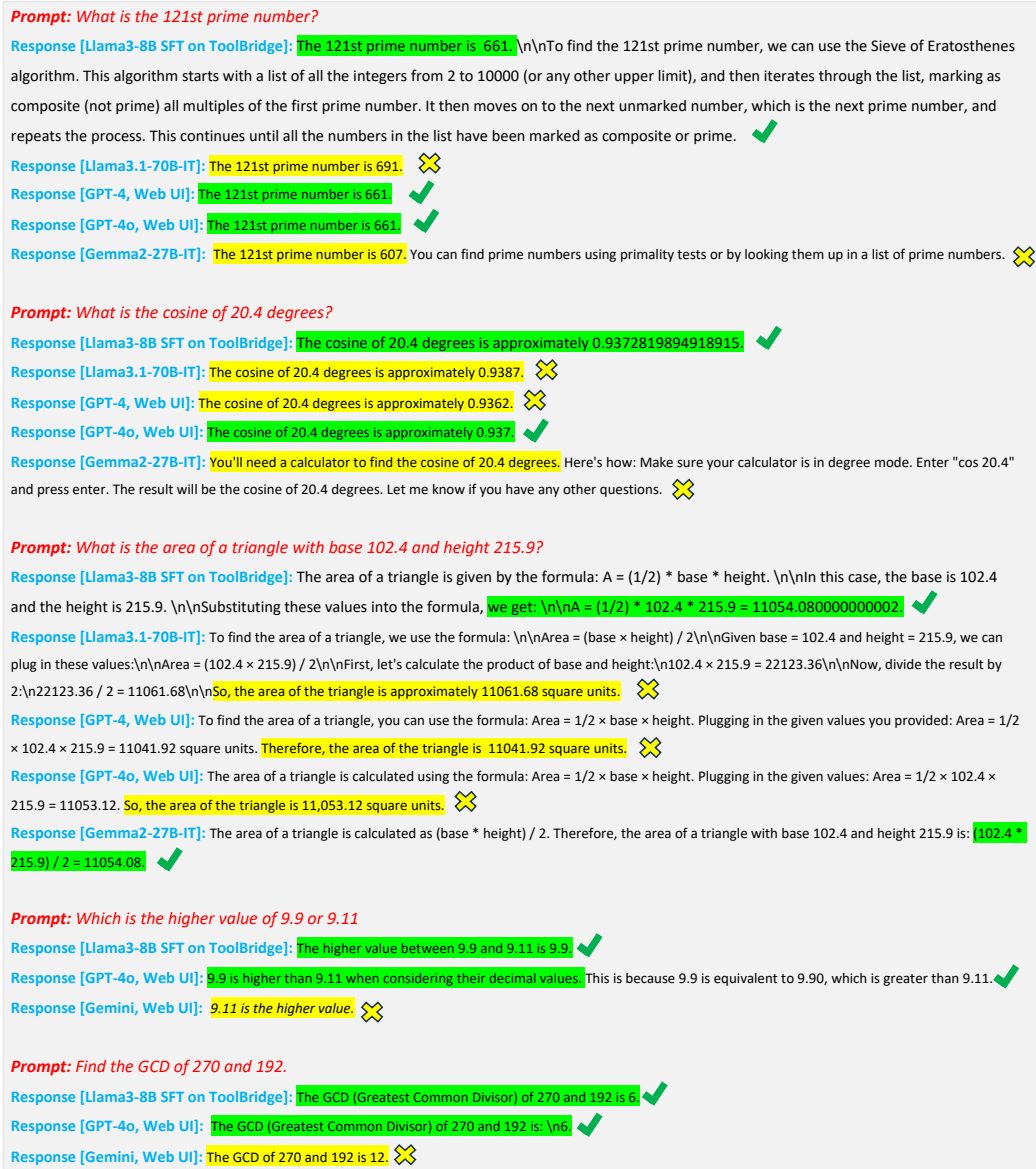 Prompt: What is the 121st prime number?
Response [Llama3-8B SFT on ToolBridge]: The 121st prime number is  661. \n\nTo find the 121st prime number, we can use the Sieve of Eratosthenes
algorithm. This algorithm starts with a list of all the integers from 2 to 10000 (or any other upper limit), and then iterates through the list, marking as
composite (not prime) all multiples of the first prime number. It then moves on to the next unmarked number, which is the next prime number, and
repeats the process. This continues until all the numbers in the list have been marked as composite or prime.
Response [Llama3.1-70B-IT]: The 121st prime number is 691.
Response [GPT-4, Web UI]: The 121st prime number is 661.
Response [GPT-4o, Web UI]: The 121st prime number is 661.
Response [Gemma2-27B-IT]: The 121st prime number is 607. You can find prime numbers using primality tests or by looking them up in a list of prime numbers.
Prompt: What is the cosine of 20.4 degrees?
Response [Llama3-8B SFT on ToolBridge]: The cosine of 20.4 degrees is approximately 0.9372819894918915.
Response [Llama3.1-70B-IT]: The cosine of 20.4 degrees is approximately 0.9387.
Response [GPT-4, Web UI]: The cosine of 20.4 degrees is approximately 0.9362.
Response [GPT-4o, Web UI]: The cosine of 20.4 degrees is approximately 0.937.
Response [Gemma2-27B-IT]: You'll need a calculator to find the cosine of 20.4 degrees. Here's how: Make sure your calculator is in degree mode. Enter "cos 20.4"
and press enter. The result will be the cosine of 20.4 degrees. Let me know if you have any other questions.
Prompt: What is the area of a triangle with base 102.4 and height 215.9?
Response [Llama3-8B SFT on ToolBridge]: The area of a triangle is given by the formula: A = (1/2) * base * height. \n\nIn this case, the base is 102.4
and the height is 215.9. \n\nSubstituting these values into the formula, we get: \n\nA = (1/2) * 102.4 * 215.9 = 11054.080000000002.
Response [Llama3.1-70B-IT]: To find the area of a triangle, we use the formula: \n\nArea = (base × height) / 2\n\nGiven base = 102.4 and height = 215.9, we can
plug in these values:\n\nArea = (102.4 × 215.9) / 2\n\nFirst, let's calculate the product of base and height:\n102.4 × 215.9 = 22123.36\n\nNow, divide the result by
2:\n22123.36 / 2 = 11061.68\n\nSo, the area of the triangle is approximately 11061.68 square units.
Response [GPT-4, Web UI]: To find the area of a triangle, you can use the formula: Area = 1/2 × base × height. Plugging in the given values you provided: Area = 1/2
× 102.4 × 215.9 = 11041.92 square units. Therefore, the area of the triangle is  11041.92 square units.
Response [GPT-4o, Web UI]: The area of a triangle is calculated using the formula: Area = 1/2 × base × height. Plugging in the given values: Area = 1/2 × 102.4 ×
215.9 = 11053.12. So, the area of the triangle is 11,053.12 square units.
Response [Gemma2-27B-IT]: The area of a triangle is calculated as (base * height) / 2. Therefore, the area of a triangle with base 102.4 and height 215.9 is: (102.4 *
215.9) / 2 = 11054.08.
Prompt: Which is the higher value of 9.9 or 9.11
Response [Llama3-8B SFT on ToolBridge]: The higher value between 9.9 and 9.11 is 9.9.
Response [GPT-4o, Web UI]: 9.9 is higher than 9.11 when considering their decimal values. This is because 9.9 is equivalent to 9.90, which is greater than 9.11.
Response [Gemini, Web UI]: 9.11 is the higher value.
Prompt: Find the GCD of 270 and 192.
Response [Llama3-8B SFT on ToolBridge]: The GCD (Greatest Common Divisor) of 270 and 192 is 6.
Response [GPT-4o, Web UI]: The GCD (Greatest Common Divisor) of 270 and 192 is: \n6.
Response [Gemini, Web UI]: The GCD of 270 and 192 is 12.